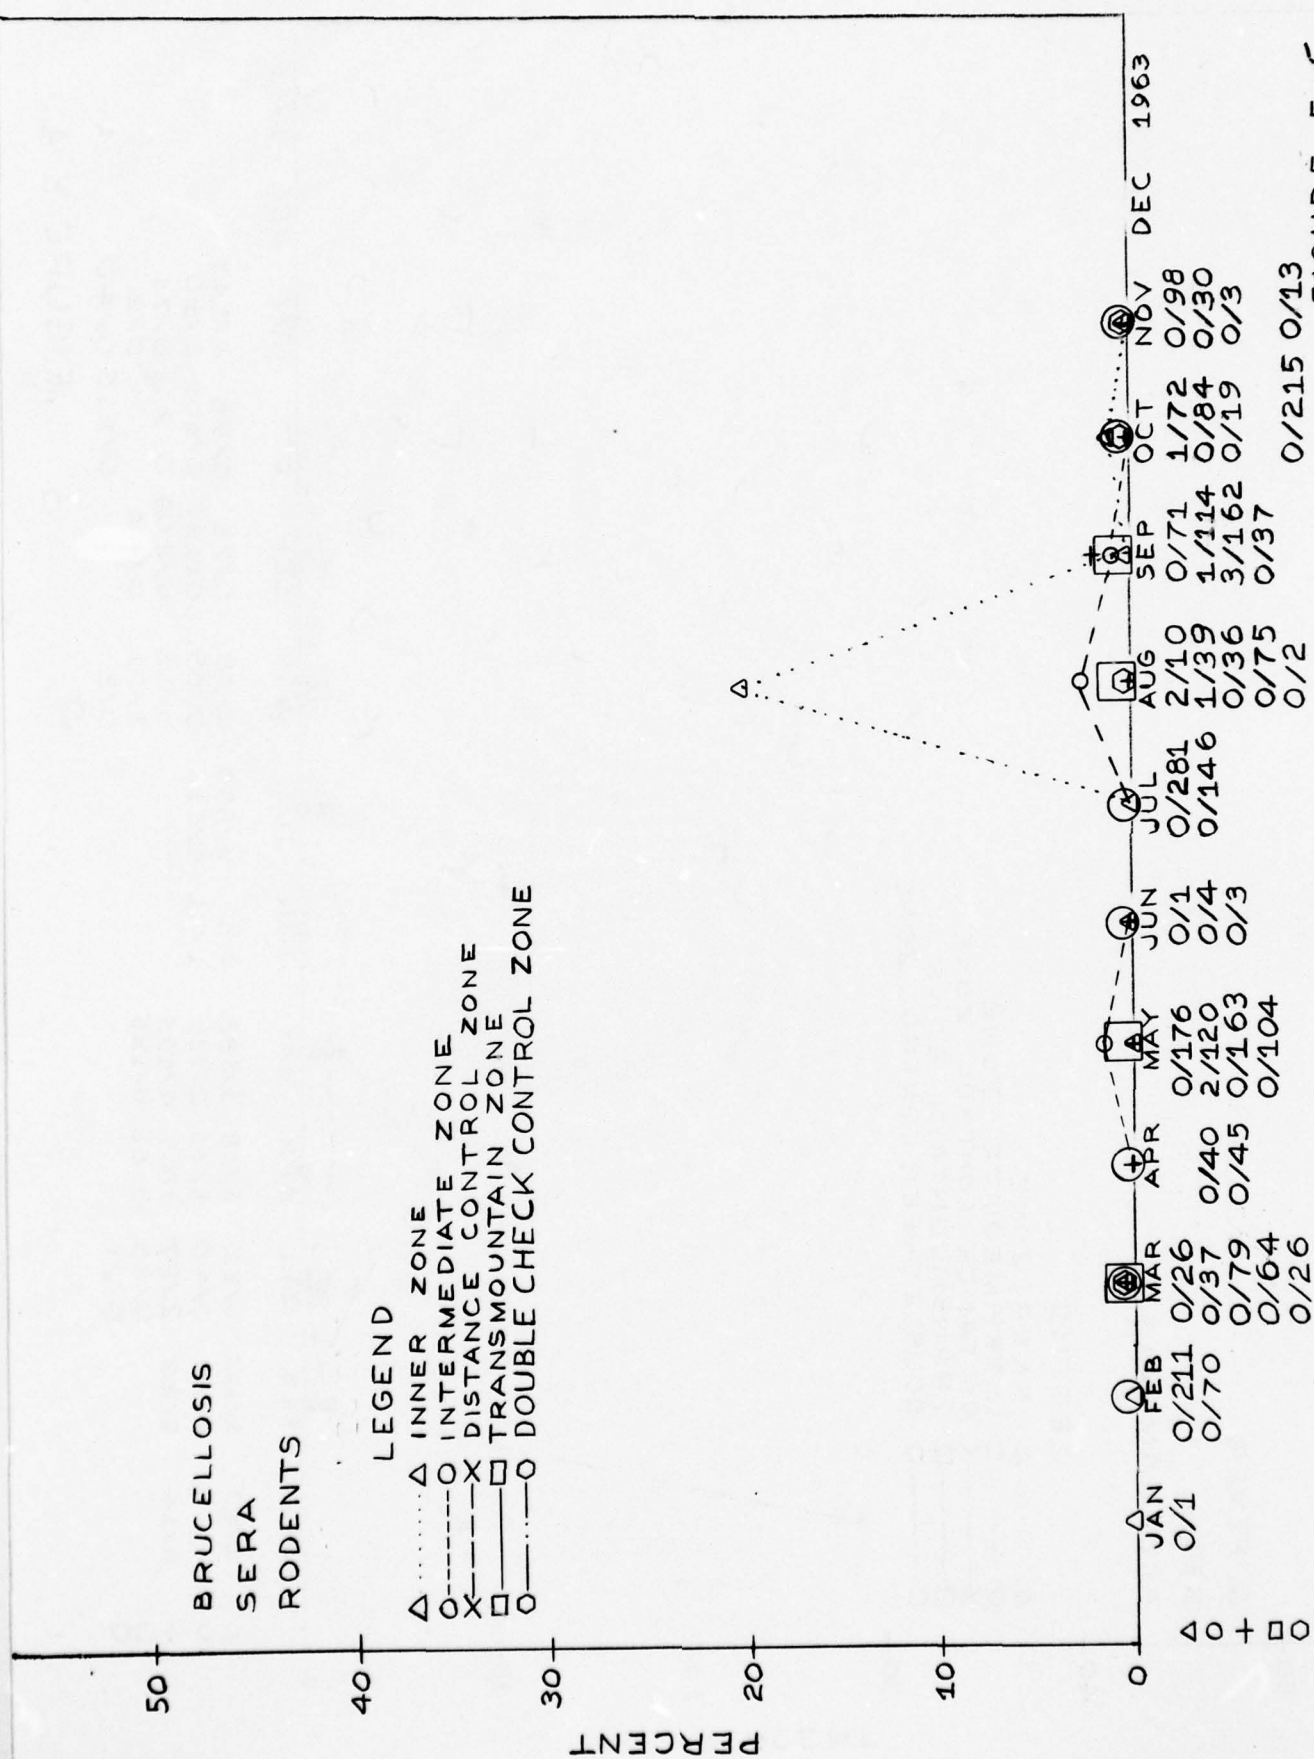 BRUCELLOSIS
SERA
RODENTS
LEGEND
△ ······ △ INNER ZONE
○ ------ ○ INTERMEDIATE ZONE
X — — — X DISTANCE CONTROL ZONE
□ ——— □ TRANSMOUNTAIN ZONE
⬡ —··— ⬡ DOUBLE CHECK CONTROL ZONE
PERCENT
50
40
30
20
10
0
JAN FEB MAR APR MAY JUN JUL AUG SEP OCT NOV DEC 1963
△ 0/1 0/211 0/26 0/176 0/1 0/281 2/10 0/71 1/72 0/98
○ 0/70 0/37 0/40 2/120 0/4 0/146 1/39 1/114 0/84 0/30
+ 0/79 0/45 0/163 0/3 0/36 3/162 0/19 0/3
□ 0/64 0/104 0/75 0/37
⬡ 0/26 0/2 0/215 0/13